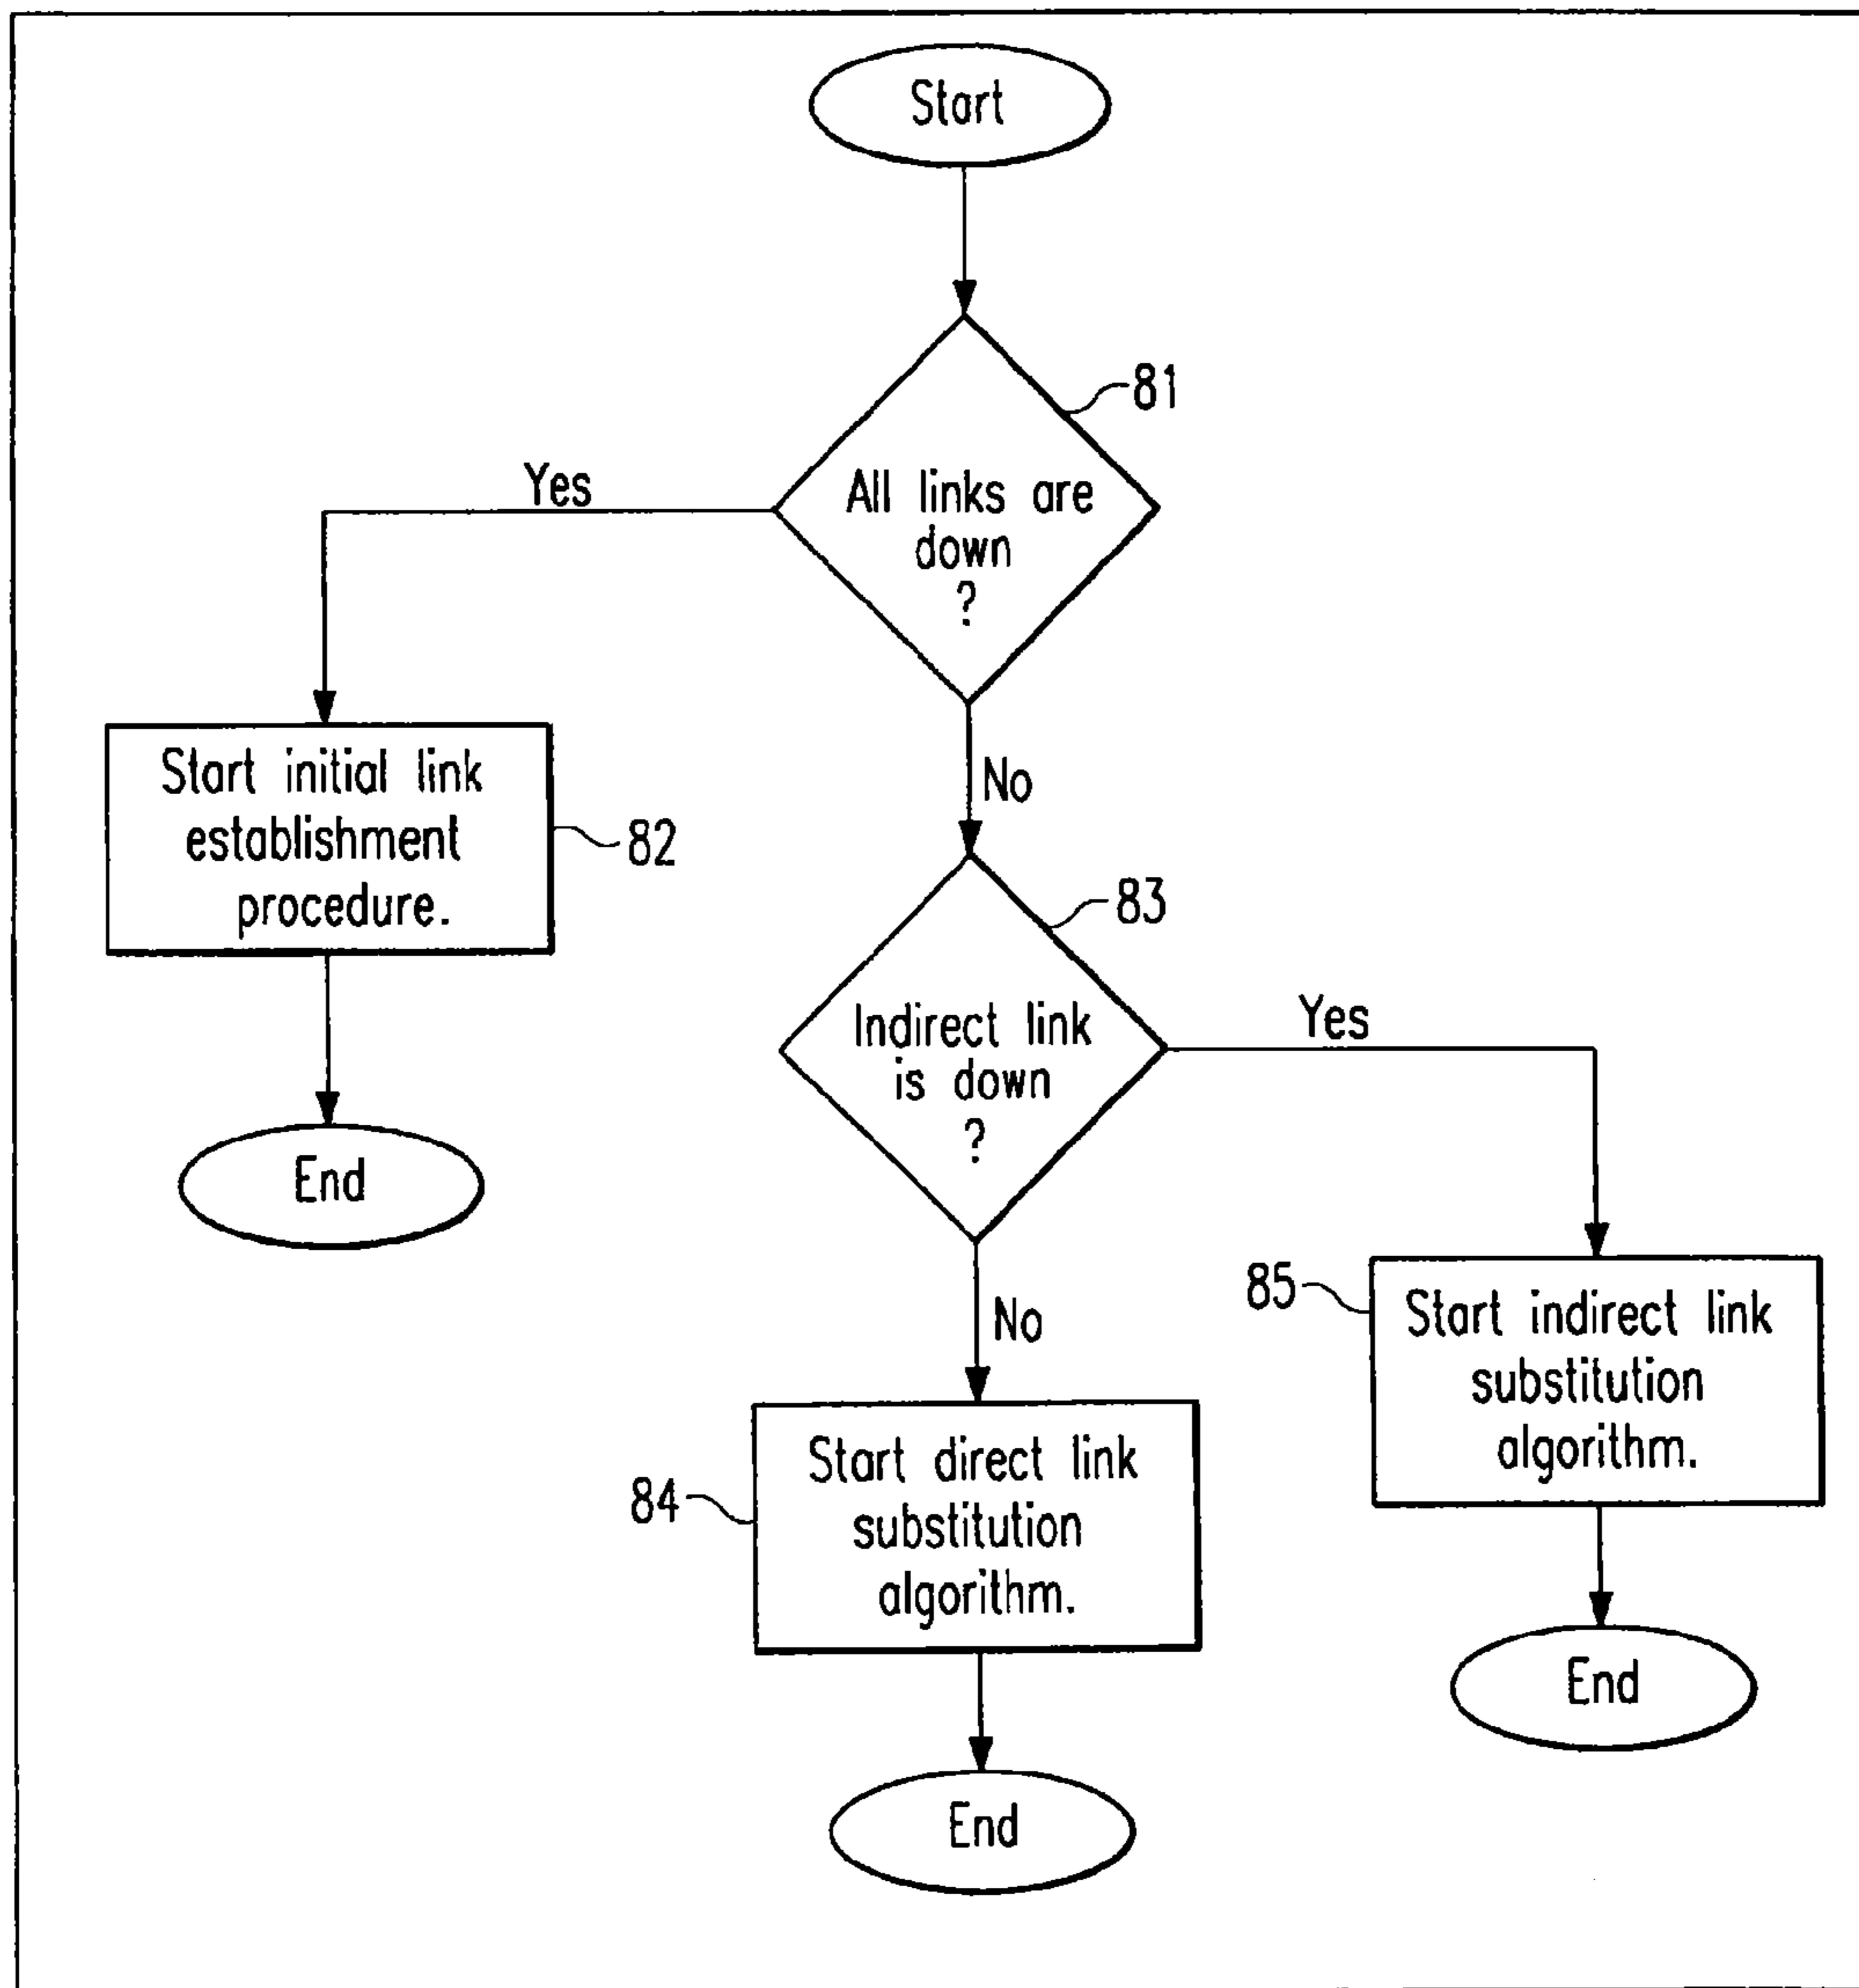 Start
81
All links are
down
?
Yes
No
Start initial link
establishment
procedure.
82
End
83
Indirect link
is down
?
Yes
No
85
Start indirect link
substitution
algorithm.
End
84
Start direct link
substitution
algorithm.
End